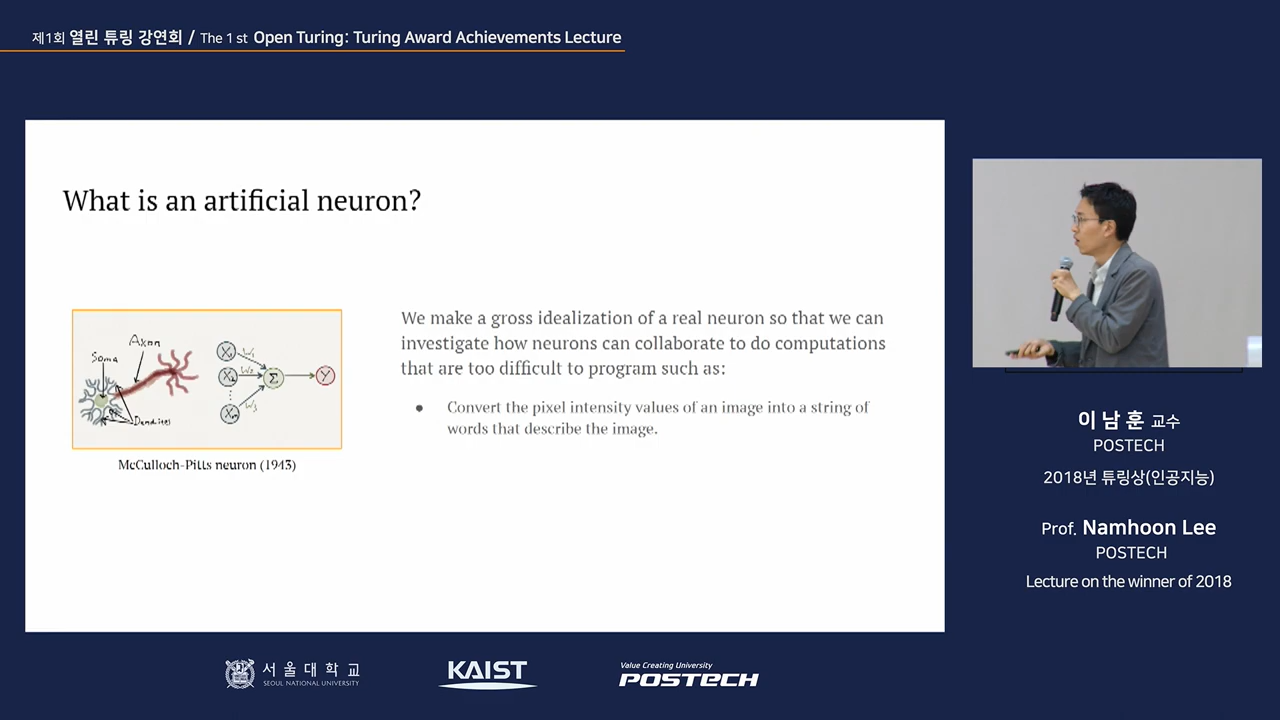 제1회 열린 튜링 강연회 / The 1 st Open Turing: Turing Award Achievements Lecture
What is an artificial neuron?
Soma
Axon
Dendrites
X₁
W₁
X₂
W₂
Σ
Y
Xₙ
W₃
McCulloch-Pitts neuron (1943)
We make a gross idealization of a real neuron so that we can
investigate how neurons can collaborate to do computations
that are too difficult to program such as:
● Convert the pixel intensity values of an image into a string of
words that describe the image.
이 남 훈 교수
POSTECH
2018년 튜링상(인공지능)
Prof. Namhoon Lee
POSTECH
Lecture on the winner of 2018
서울대학교
SEOUL NATIONAL UNIVERSITY
KAIST
Value Creating University
POSTECH